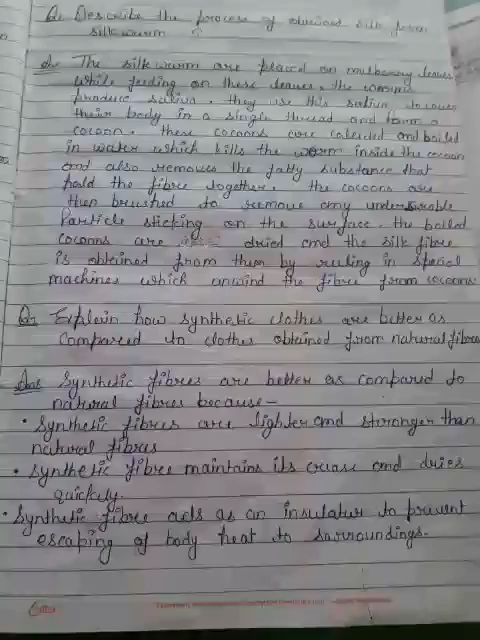 Q. Describe the process of obtained silk from
silkworm
The silkworm are placed on mulberry leaves
while feeding on these leaves, the worms
produce saliva. they use this saliva to cover
their body in a single thread and form a
cocoon. these cocoons are collected and boiled
in water which kills the worm inside the cocoon
and also removes the fatty substance that
hold the fibre together. the cocoons are
then brushed to remove any undersirable
Particle sticking on the surface. the boiled
cocoons are dried and the silk fibre
is obtained from them by reeling in special
machines which unwind the fibre from cocoons
Explain how synthetic clothes are better as
compared to clothes obtained from natural fibres
Ans Synthetic fibres are better as compared to
natural fibres because—
• Synthetic fibres are lighter and stronger than
natural fibres
• synthetic fibre maintains its crease and dries
quickly.
• Synthetic fibre acts as an insulator to prevent
escaping of body heat to sarroundings.